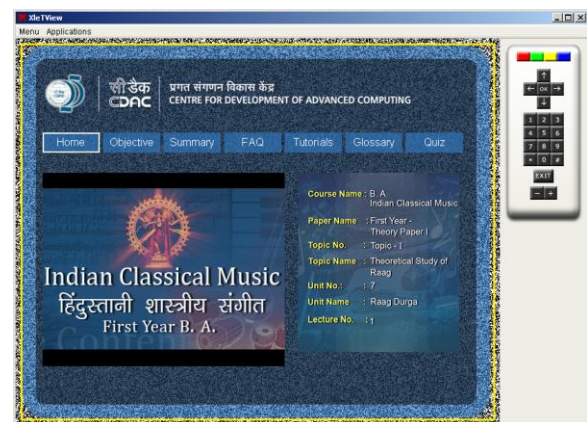 XleTView
Menu Applications
सी डैक
CDAC
प्रगत संगणन विकास केंद्र
CENTRE FOR DEVELOPMENT OF ADVANCED COMPUTING
Home Objective Summary FAQ Tutorials Glossary Quiz
Indian Classical Music
हिंदुस्तानी शास्त्रीय संगीत
First Year B. A.
Course Name : B. A.
Indian Classical Music
Paper Name : First Year -
Theory Paper I
Topic No. : Topic - I
Topic Name : Theoretical Study of
Raag
Unit No.: : 7
Unit Name : Raag Durga
Lecture No. : 1
OK
1 2 3
4 5 6
7 8 9
* 0 #
EXIT
- +